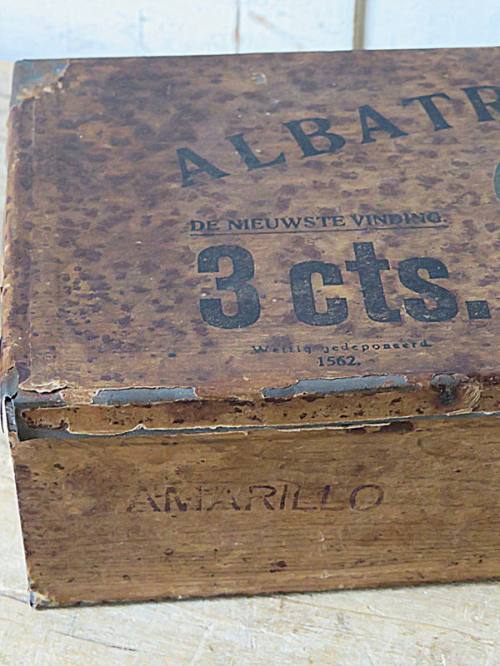 ALBATR
DE NIEUWSTE VINDING.
3 cts.
Wettig gedeponeerd
1562.
AMARILLO